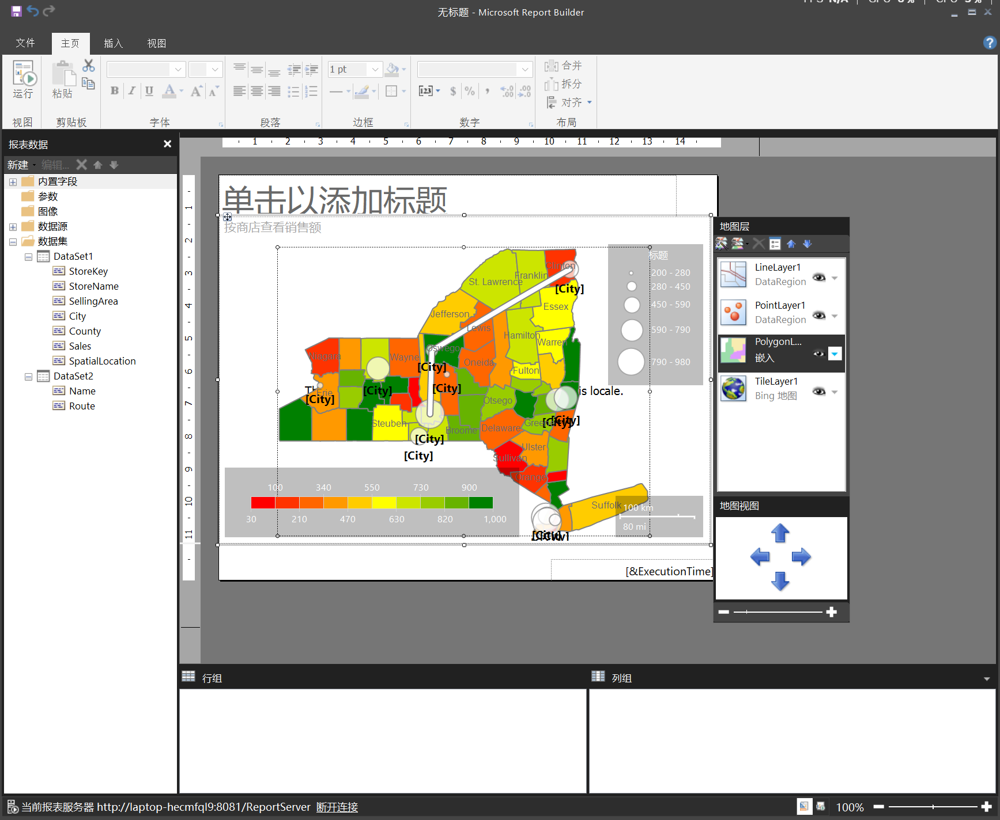 无标题 - Microsoft Report Builder
文件 主页 插入 视图
运行 粘贴 1 pt 合并
拆分
对齐
视图 剪贴板 字体 段落 边框 数字 布局
报表数据
新建 编辑...
内置字段
参数
图像
数据源
数据集
DataSet1
StoreKey
StoreName
SellingArea
City
County
Sales
SpatialLocation
DataSet2
Name
Route
1 2 3 4 5 6 7 8 9 10 11 12 13 14
1
2
3
4
5
6
7
8
9
10
11
单击以添加标题
按商店查看销售额
标题
200 - 280
280 - 450
450 - 590
590 - 790
790 - 980
Clinton
Franklin
St. Lawrence
[City]
Essex
Jefferson
Lewis
Hamilton
Warren
Oswego
Niagara
Wayne
Oneida
[City]
Fulton
Erie
[City]
[City]
[City]
is locale.
Otsego
Steuben
Broome
Delaware
Greene
[City]
[City]
[City]
[City]
Ulster
Sullivan
Orange
Suffolk
[City]
100 340 550 730 900
30 210 470 630 820 1,000
100 km
80 mi
[&ExecutionTime]
地图层
LineLayer1
DataRegion
PointLayer1
DataRegion
PolygonL...
嵌入
TileLayer1
Bing 地图
地图视图
行组
列组
当前报表服务器 http://laptop-hecmfql9:8081/ReportServer 断开连接
100%